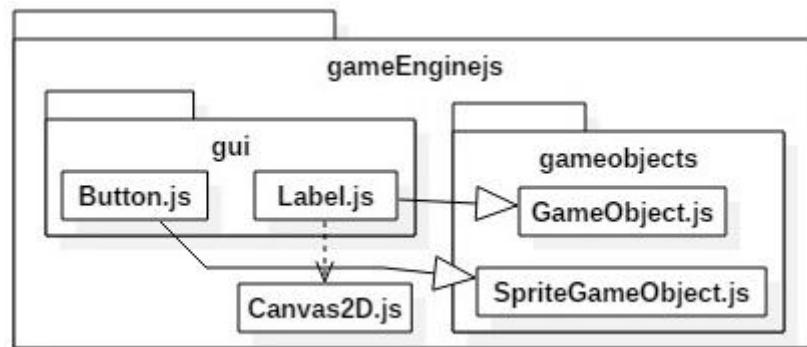 gameEnginejs
gui
Button.js
Label.js
gameobjects
GameObject.js
SpriteGameObject.js
Canvas2D.js